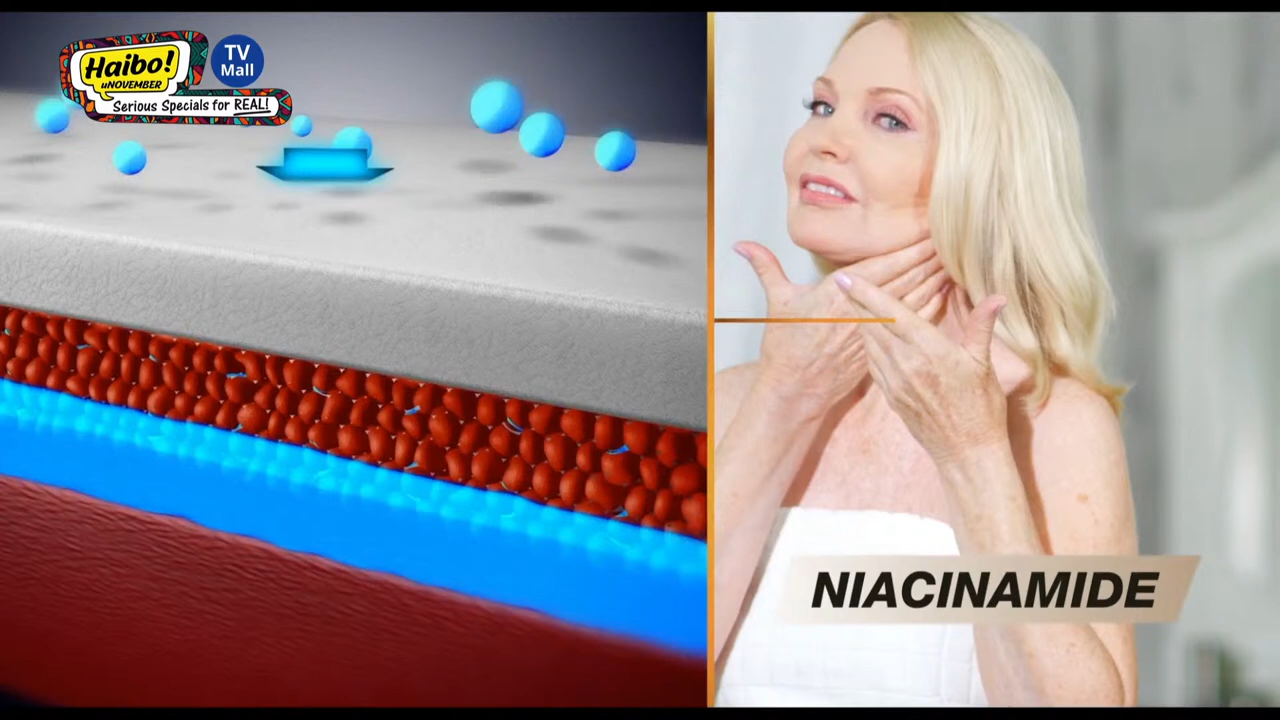 Haibo!
uNOVEMBER
Serious Specials for REAL!
TV
Mall
NIACINAMIDE